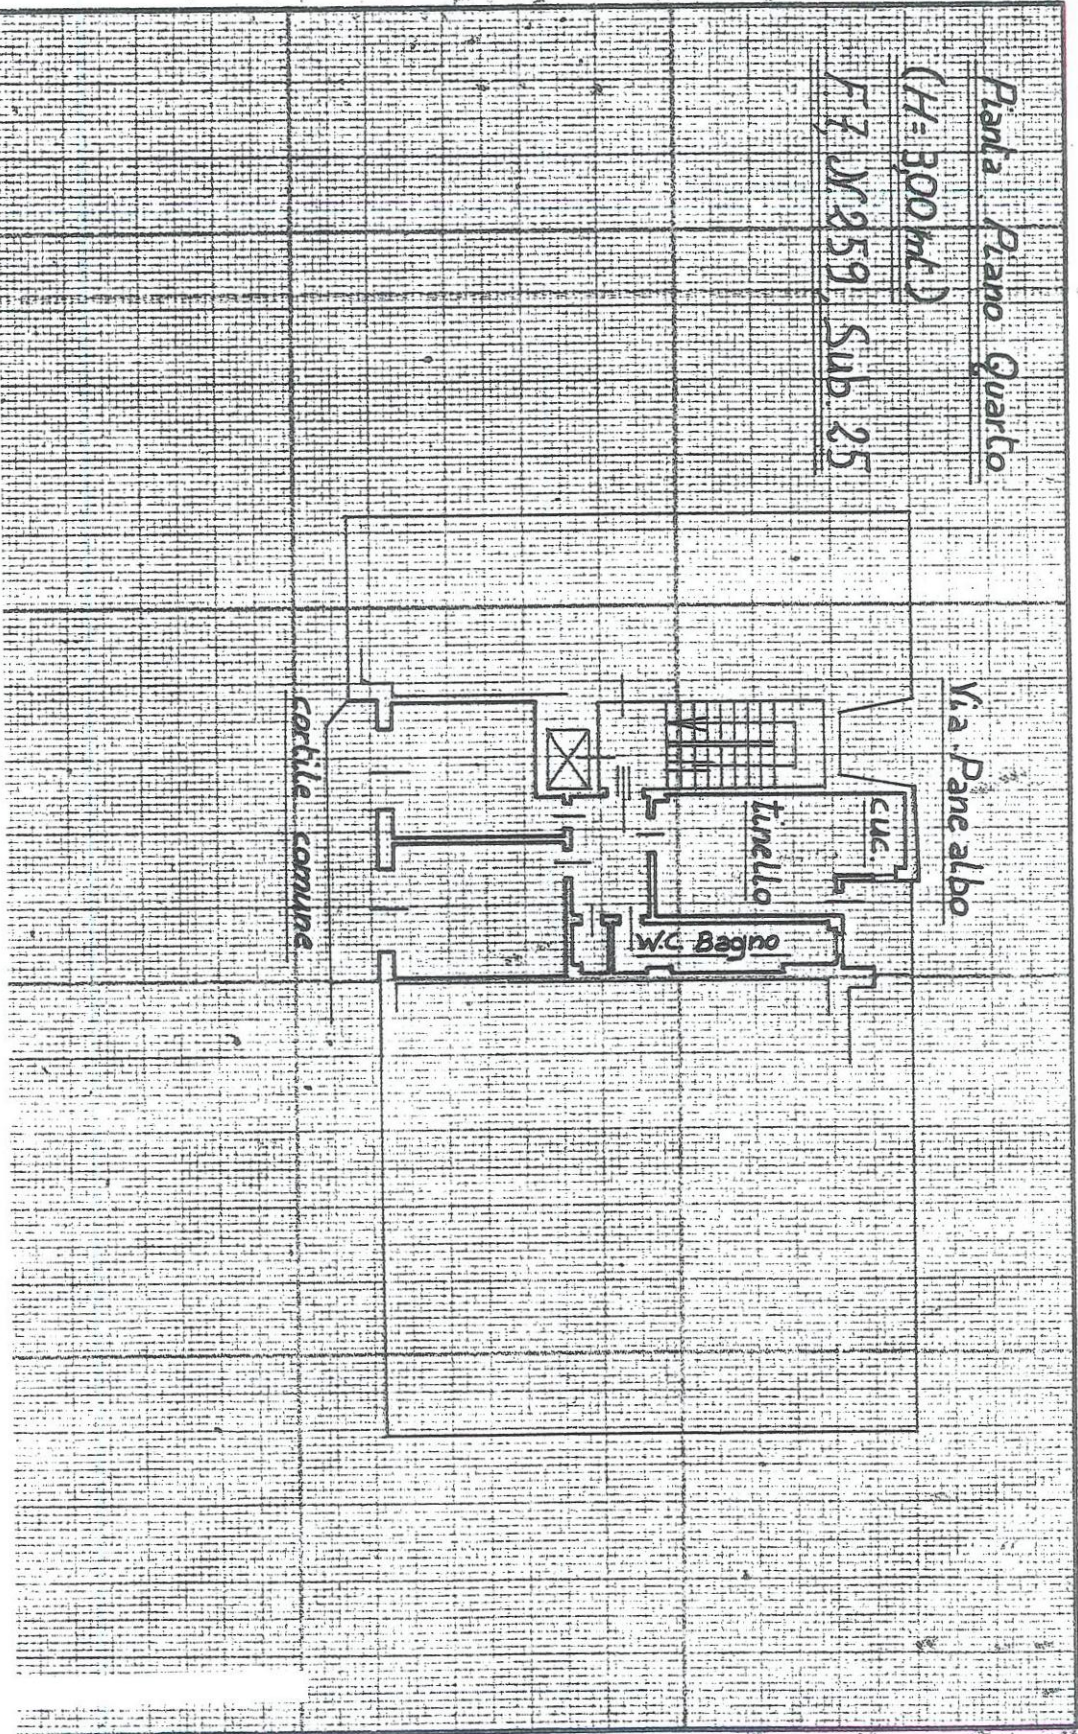 Pianta Piano Quarto
(H=3,00 ml.)
F.7, N 259, Sub. 25
Via Pane albo
cuc.
tinello
W.C. Bagno
cortile comune